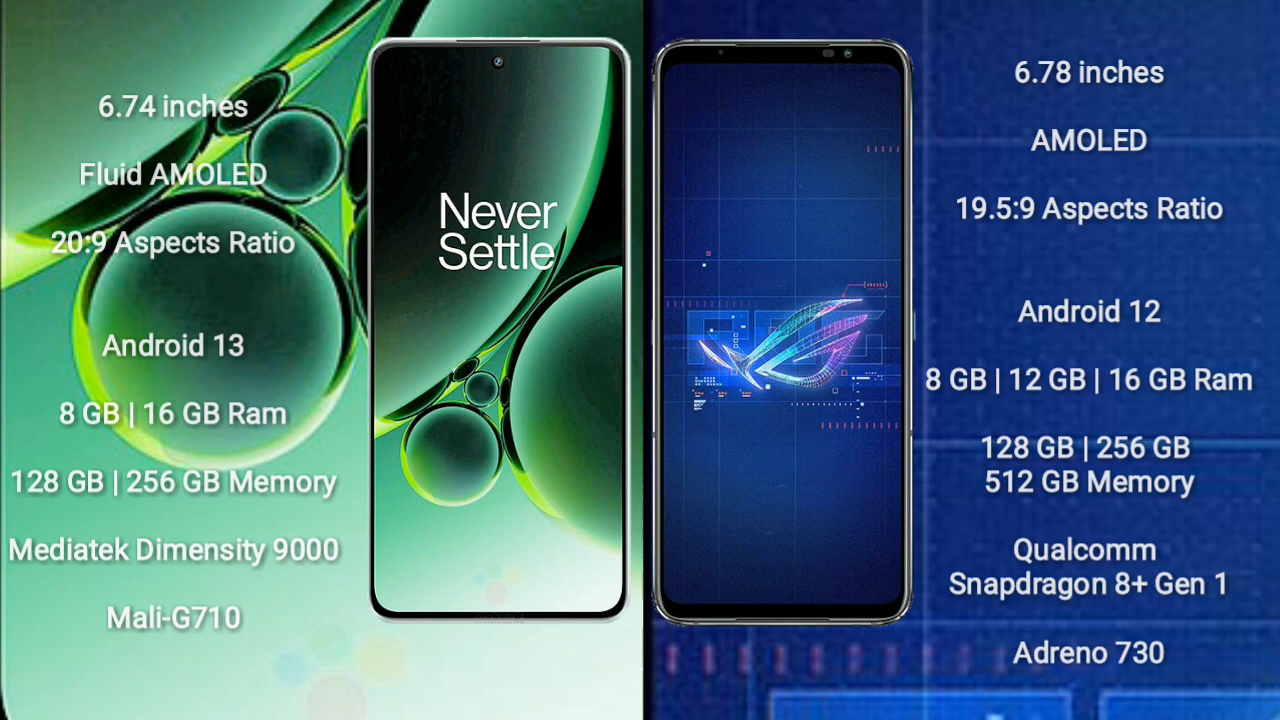 6.74 inches
Fluid AMOLED
20:9 Aspects Ratio
Android 13
8 GB | 16 GB Ram
128 GB | 256 GB Memory
Mediatek Dimensity 9000
Mali-G710
Never
Settle
6.78 inches
AMOLED
19.5:9 Aspects Ratio
Android 12
8 GB | 12 GB | 16 GB Ram
128 GB | 256 GB
512 GB Memory
Qualcomm
Snapdragon 8+ Gen 1
Adreno 730